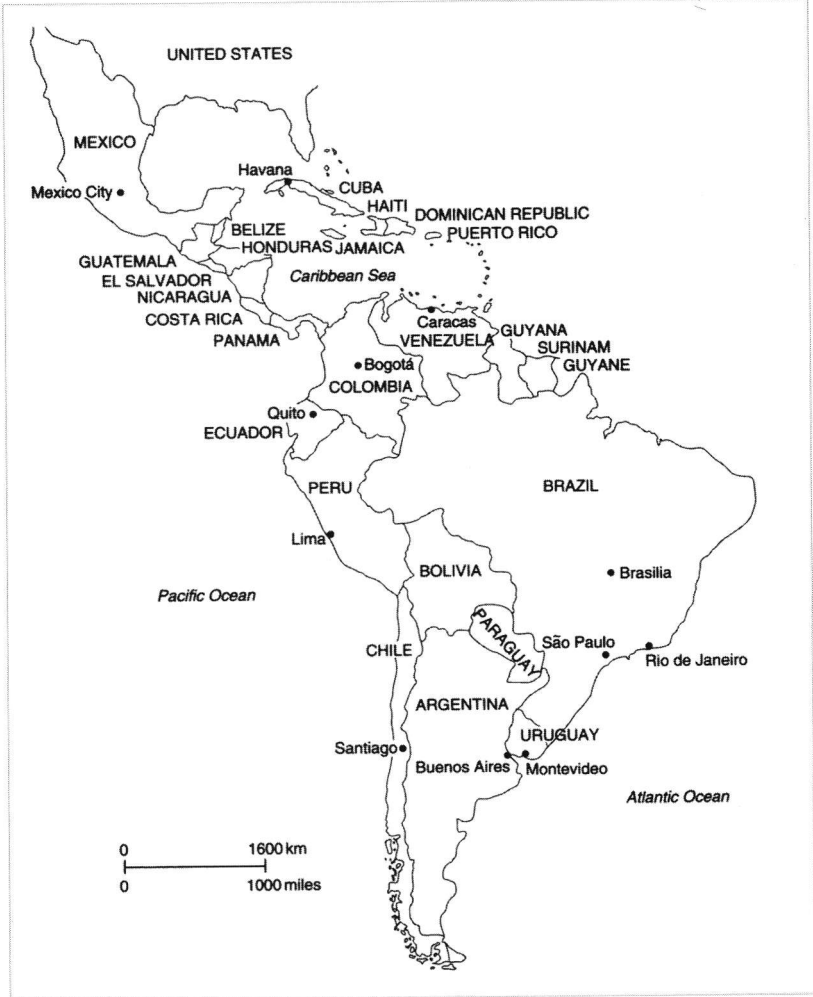 UNITED STATES
MEXICO
Havana
Mexico City
CUBA
HAITI
DOMINICAN REPUBLIC
BELIZE
PUERTO RICO
HONDURAS
JAMAICA
GUATEMALA
Caribbean Sea
EL SALVADOR
NICARAGUA
COSTA RICA
Caracas
GUYANA
PANAMA
VENEZUELA
SURINAM
Bogotá
GUYANE
COLOMBIA
Quito
ECUADOR
PERU
BRAZIL
Lima
BOLIVIA
Brasilia
Pacific Ocean
PARAGUAY
São Paulo
CHILE
Rio de Janeiro
ARGENTINA
URUGUAY
Santiago
Buenos Aires
Montevideo
Atlantic Ocean
0 1600 km
0 1000 miles